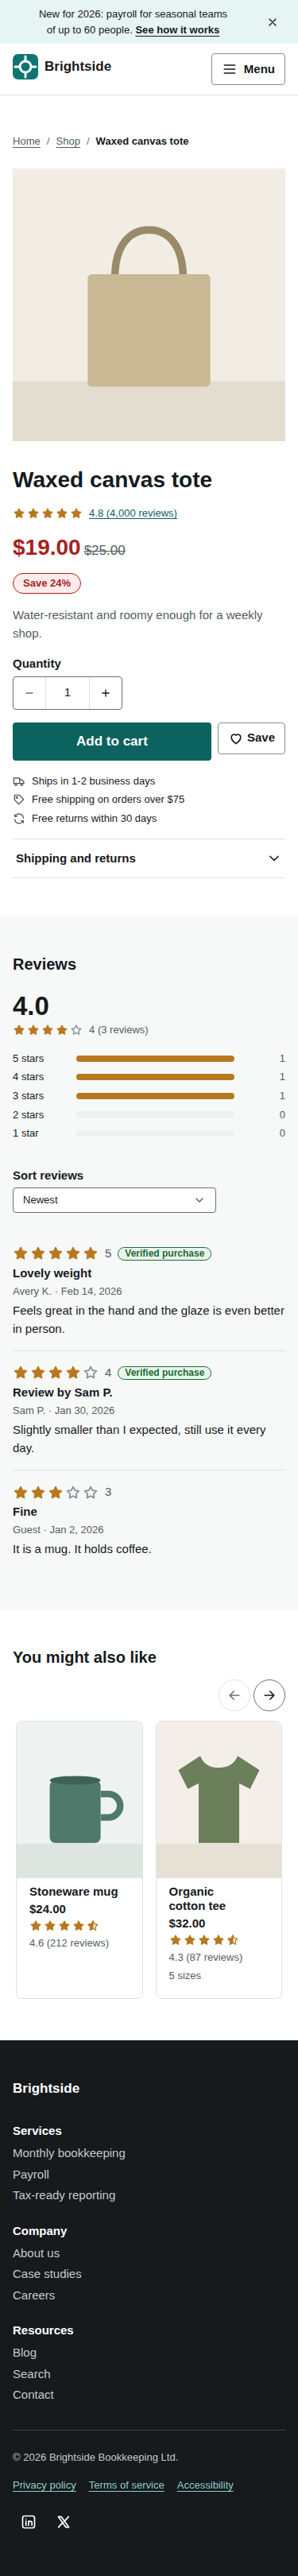 New for 2026: payroll for seasonal teams
of up to 60 people. See how it works
Brightside
Menu
Home / Shop / Waxed canvas tote
Waxed canvas tote
4.8 (4,000 reviews)
$19.00 $25.00
Save 24%
Water-resistant and roomy enough for a weekly
shop.
Quantity
− 1 +
Add to cart
Save
Ships in 1-2 business days
Free shipping on orders over $75
Free returns within 30 days
Shipping and returns
Reviews
4.0
4 (3 reviews)
5 stars 1
4 stars 1
3 stars 1
2 stars 0
1 star 0
Sort reviews
Newest
5 Verified purchase
Lovely weight
Avery K. · Feb 14, 2026
Feels great in the hand and the glaze is even better
in person.
4 Verified purchase
Review by Sam P.
Sam P. · Jan 30, 2026
Slightly smaller than I expected, still use it every
day.
3
Fine
Guest · Jan 2, 2026
It is a mug. It holds coffee.
You might also like
Stoneware mug
$24.00
4.6 (212 reviews)
Organic
cotton tee
$32.00
4.3 (87 reviews)
5 sizes
Brightside
Services
Monthly bookkeeping
Payroll
Tax-ready reporting
Company
About us
Case studies
Careers
Resources
Blog
Search
Contact
© 2026 Brightside Bookkeeping Ltd.
Privacy policy Terms of service Accessibility